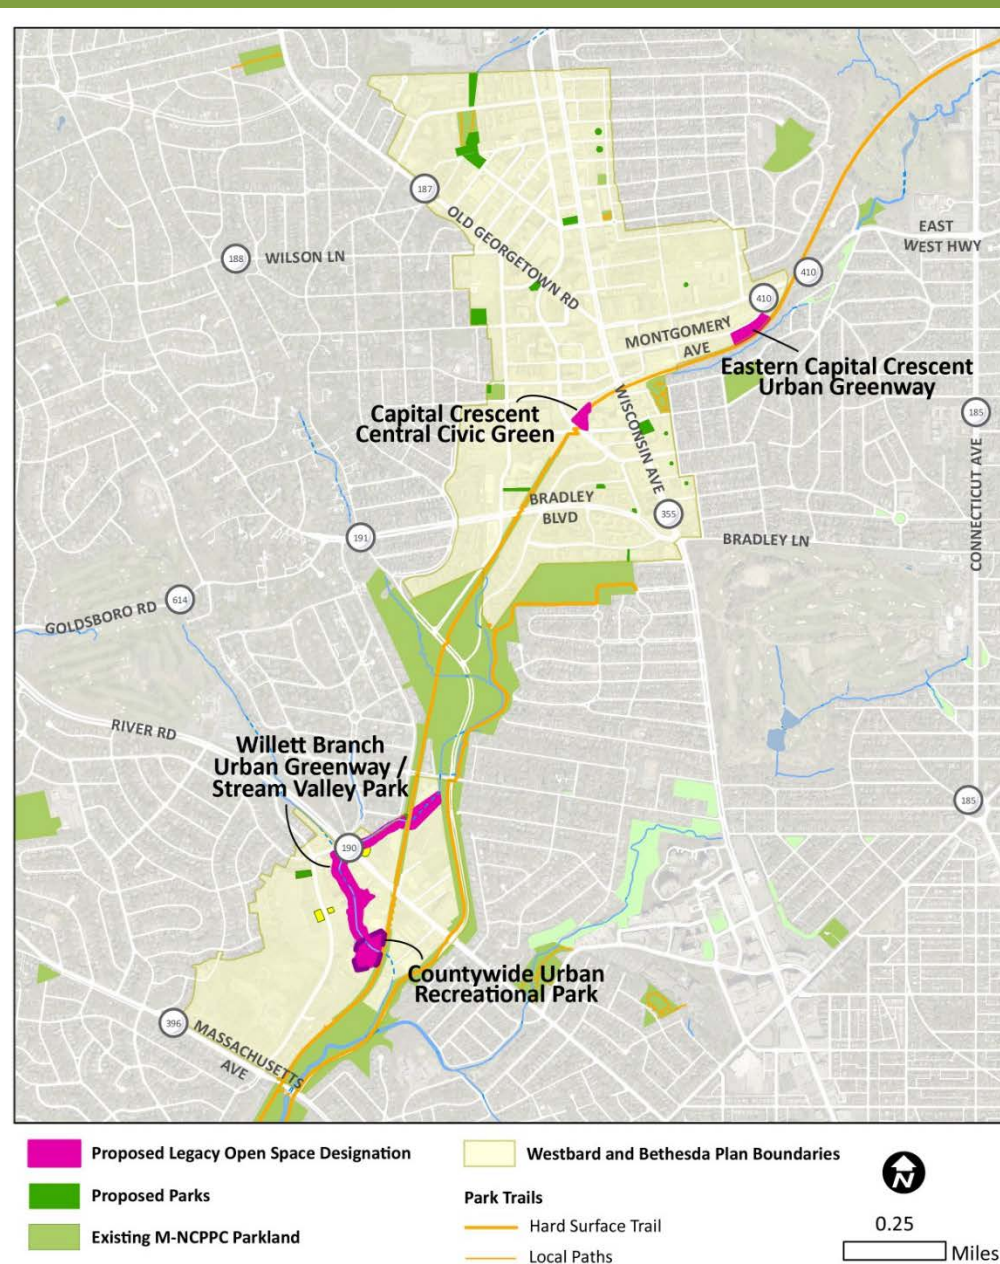 187
OLD GEORGETOWN RD
188
WILSON LN
EAST
WEST HWY
410
410
MONTGOMERY
AVE
Eastern Capital Crescent
Urban Greenway
Capital Crescent
Central Civic Green
WISCONSIN AVE
185
CONNECTICUT AVE
BRADLEY
BLVD
355
191
BRADLEY LN
614
GOLDSBORO RD
RIVER RD
Willett Branch
Urban Greenway /
Stream Valley Park
185
190
Countywide Urban
Recreational Park
396
MASSACHUSETTS
AVE
Proposed Legacy Open Space Designation
Proposed Parks
Existing M-NCPPC Parkland
Westbard and Bethesda Plan Boundaries
Park Trails
Hard Surface Trail
Local Paths
N
0.25
Miles